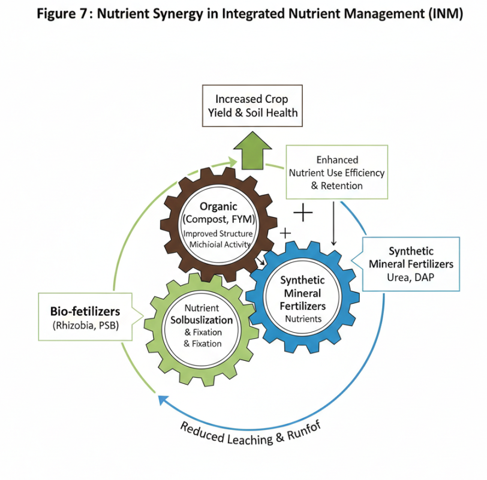 Figure 7: Nutrient Synergy in Integrated Nutrient Management (INM)
Increased Crop
Yield & Soil Health
Enhanced
Nutrient Use Efficiency
& Retention
Organic
(Compost, FYM)
Improved Structure
Michioial Activity
+
+
Synthetic
Mineral Fertilizers
Urea, DAP
Synthetic
Mineral
Fertilizers
Nutrients
Bio-fetilizers
(Rhizobia, PSB)
Nutrient
Solbuslization
& Fixation
& Fixation
Reduced Leaching & Runfof